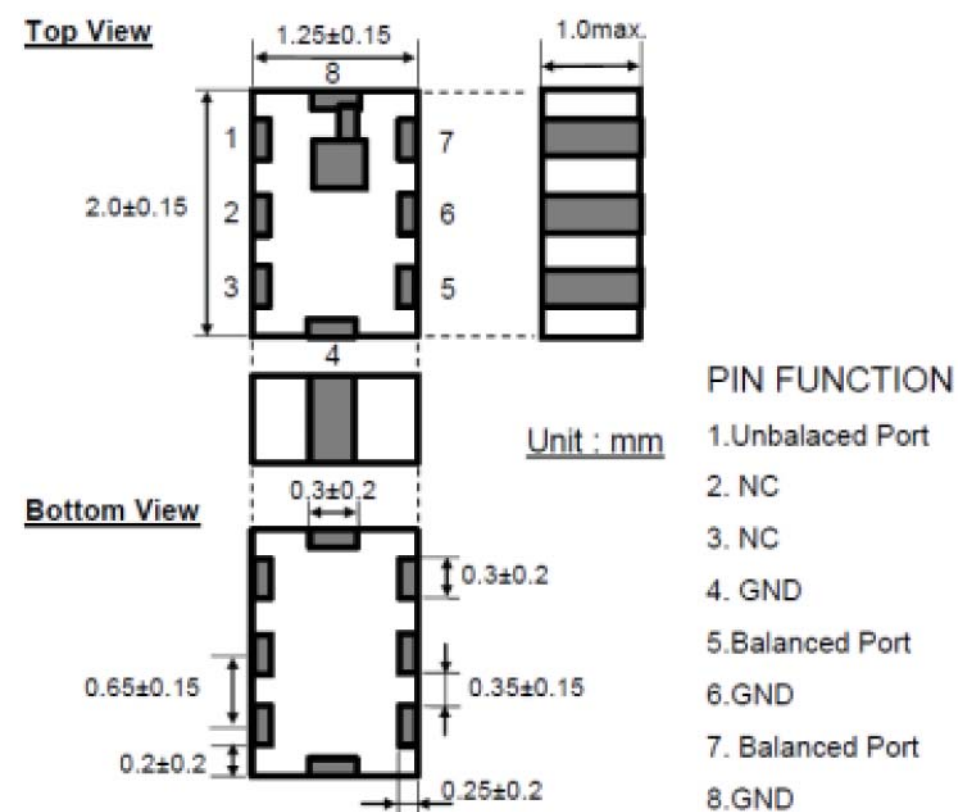 Top View
1.25±0.15
1.0max.
8
1
7
2.0±0.15
2
6
3
5
4
PIN FUNCTION
Unit : mm
1.Unbalaced Port
0.3±0.2
2. NC
Bottom View
3. NC
0.3±0.2
4. GND
5.Balanced Port
0.65±0.15
0.35±0.15
6.GND
7. Balanced Port
0.2±0.2
0.25±0.2
8.GND